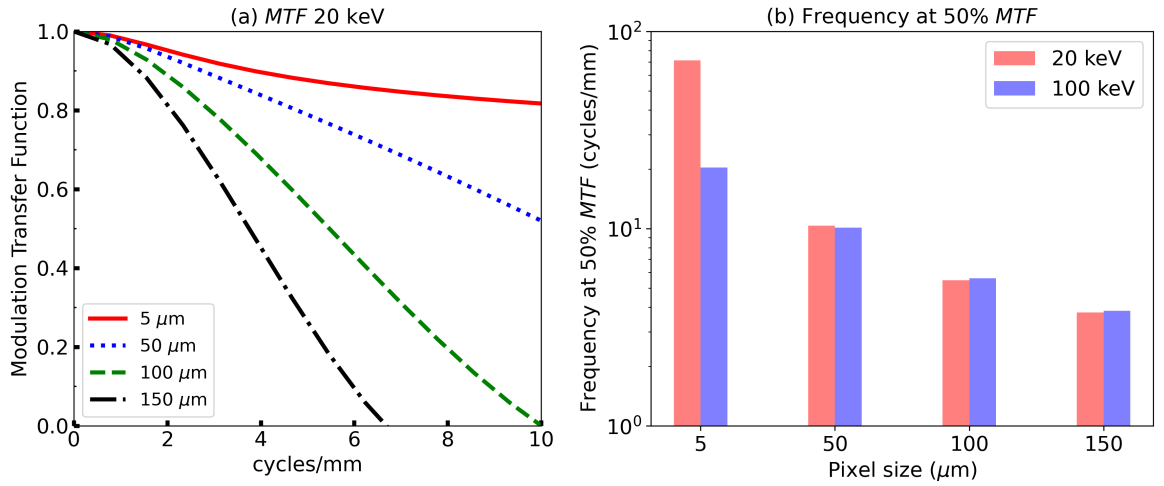 (a) MTF 20 keV
Modulation Transfer Function
1.0
0.8
0.6
0.4
0.2
0.0
5 μm
50 μm
100 μm
150 μm
0 2 4 6 8 10
cycles/mm
(b) Frequency at 50% MTF
Frequency at 50% MTF (cycles/mm)
10²
10¹
10⁰
20 keV
100 keV
5 50 100 150
Pixel size (μm)